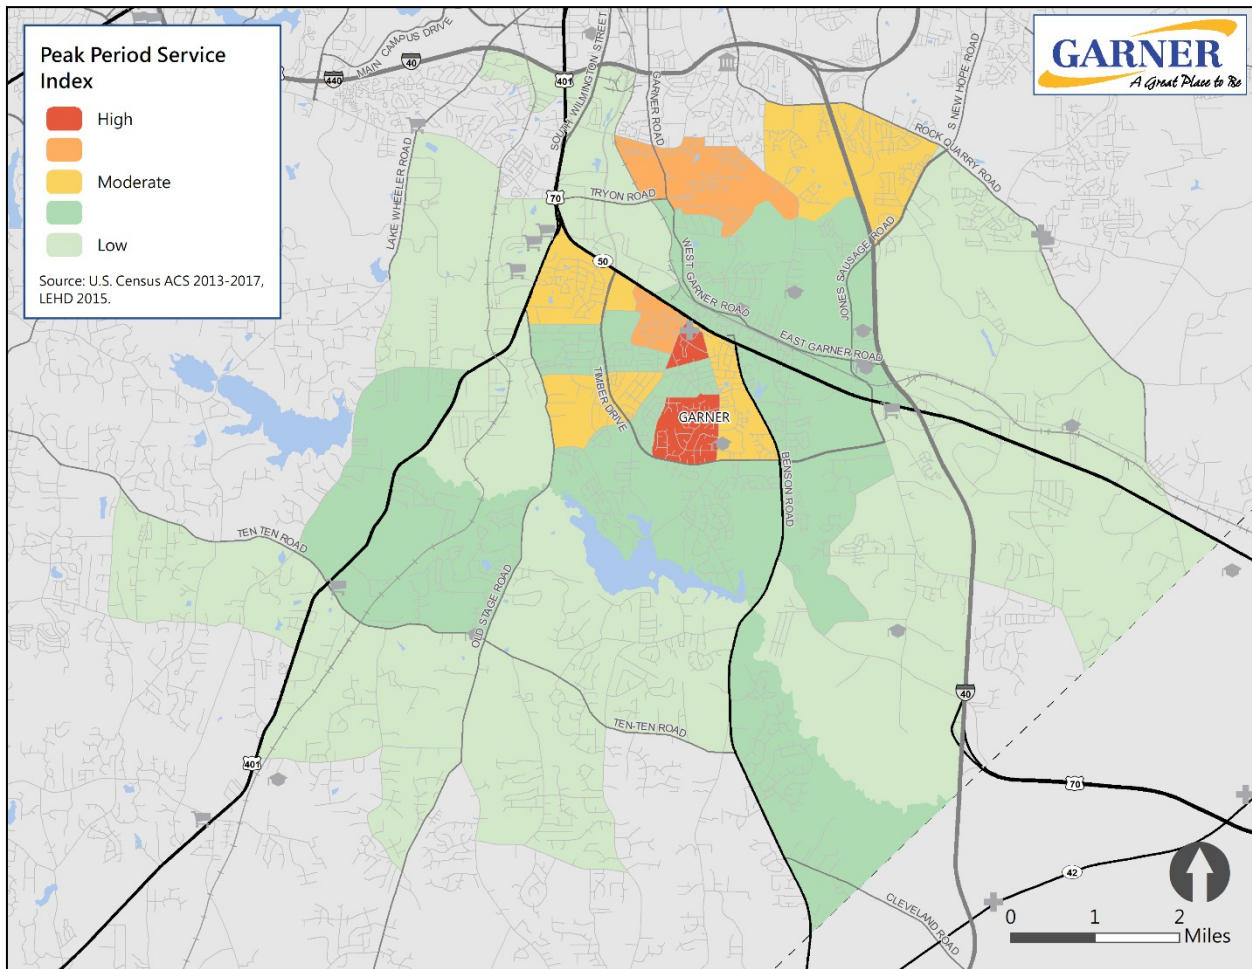 Peak Period Service
Index
High
Moderate
Low
Source: U.S. Census ACS 2013-2017,
LEHD 2015.
GARNER
A Great Place to Be
MAIN CAMPUS DRIVE
40
440
401
SOUTH WILMINGTON STREET
GARNER ROAD
S NEW HOPE ROAD
ROCK QUARRY ROAD
LAKE WHEELER ROAD
TRYON ROAD
70
50
WEST GARNER ROAD
JONES SAUSAGE ROAD
EAST GARNER ROAD
TIMBER DRIVE
GARNER
BENSON ROAD
TEN TEN ROAD
OLD STAGE ROAD
TEN-TEN ROAD
401
40
70
42
CLEVELAND ROAD
0 1 2
Miles